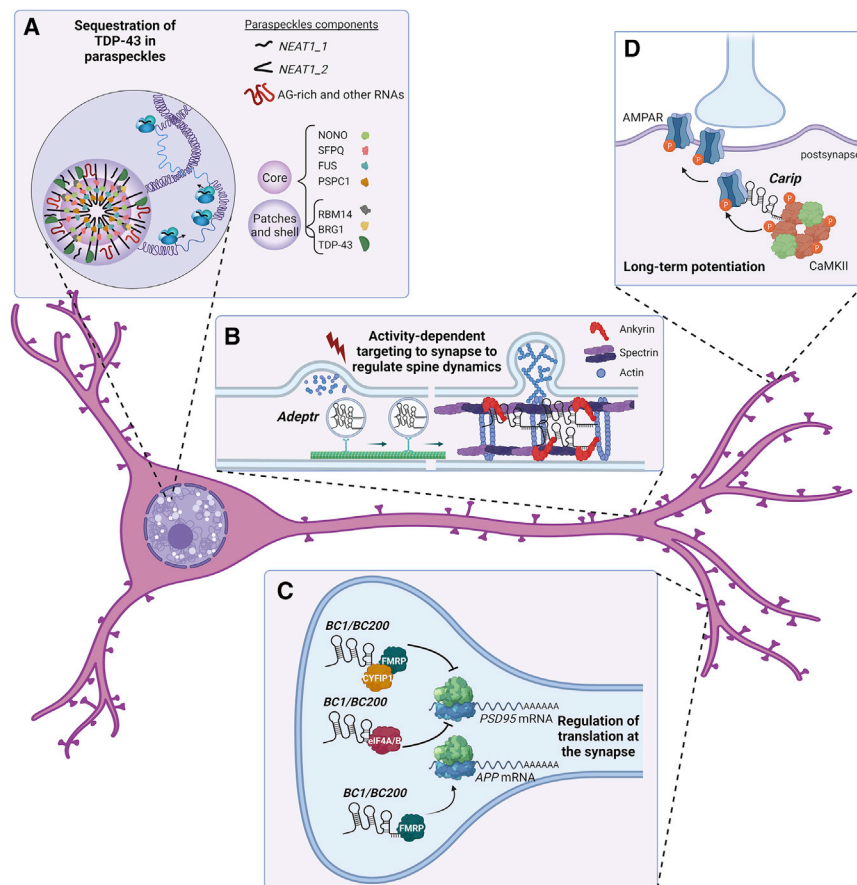 A
Sequestration of
TDP-43 in
paraspeckles
Paraspeckles components
NEAT1_1
NEAT1_2
AG-rich and other RNAs
Core
NONO
SFPQ
FUS
PSPC1
Patches
and shell
RBM14
BRG1
TDP-43
D
AMPAR
postsynapse
P
P
Carip
P
P
P
P
P
P
CaMKII
Long-term potentiation
B
Activity-dependent
targeting to synapse to
regulate spine dynamics
Ankyrin
Spectrin
Actin
Adeptr
C
BC1/BC200
FMRP
CYFIP1
BC1/BC200
eIF4A/B
AAAAAA
PSD95 mRNA
Regulation of
translation at
the synapse
AAAAAA
APP mRNA
BC1/BC200
FMRP